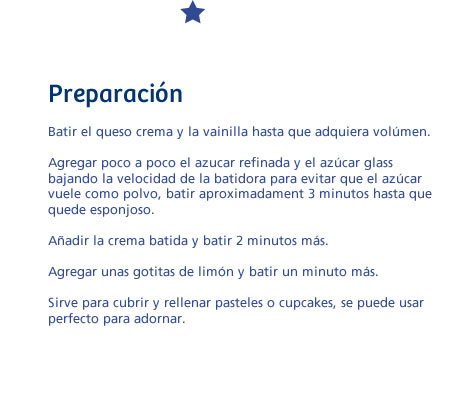 Preparación
Batir el queso crema y la vainilla hasta que adquiera volúmen.
Agregar poco a poco el azucar refinada y el azúcar glass
bajando la velocidad de la batidora para evitar que el azúcar
vuele como polvo, batir aproximadament 3 minutos hasta que
quede esponjoso.
Añadir la crema batida y batir 2 minutos más.
Agregar unas gotitas de limón y batir un minuto más.
Sirve para cubrir y rellenar pasteles o cupcakes, se puede usar
perfecto para adornar.